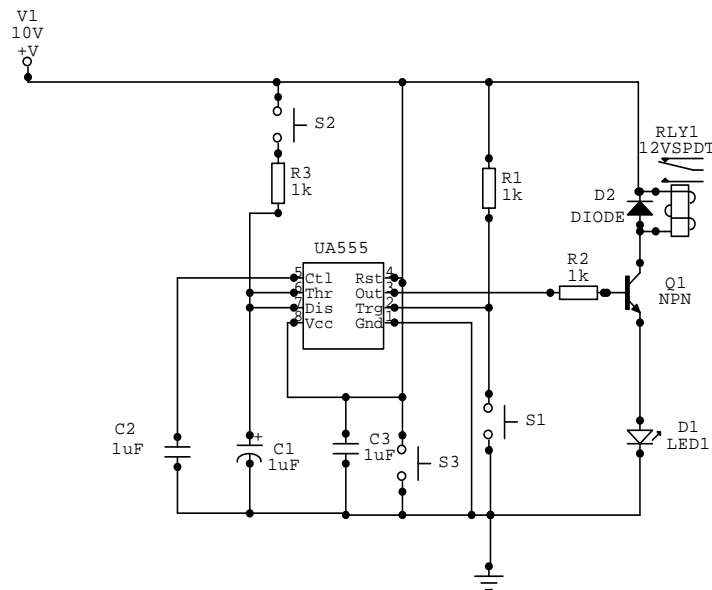 V1
10V
+V
S2
R3
1k
R1
1k
RLY1
12VSPDT
D2
DIODE
UA555
5 Ctl Rst 4
6 Thr Out 3
7 Dis Trg 2
8 Vcc Gnd 1
R2
1k
Q1
NPN
C2
1uF
+
C1
1uF
C3
1uF
S3
S1
D1
LED1